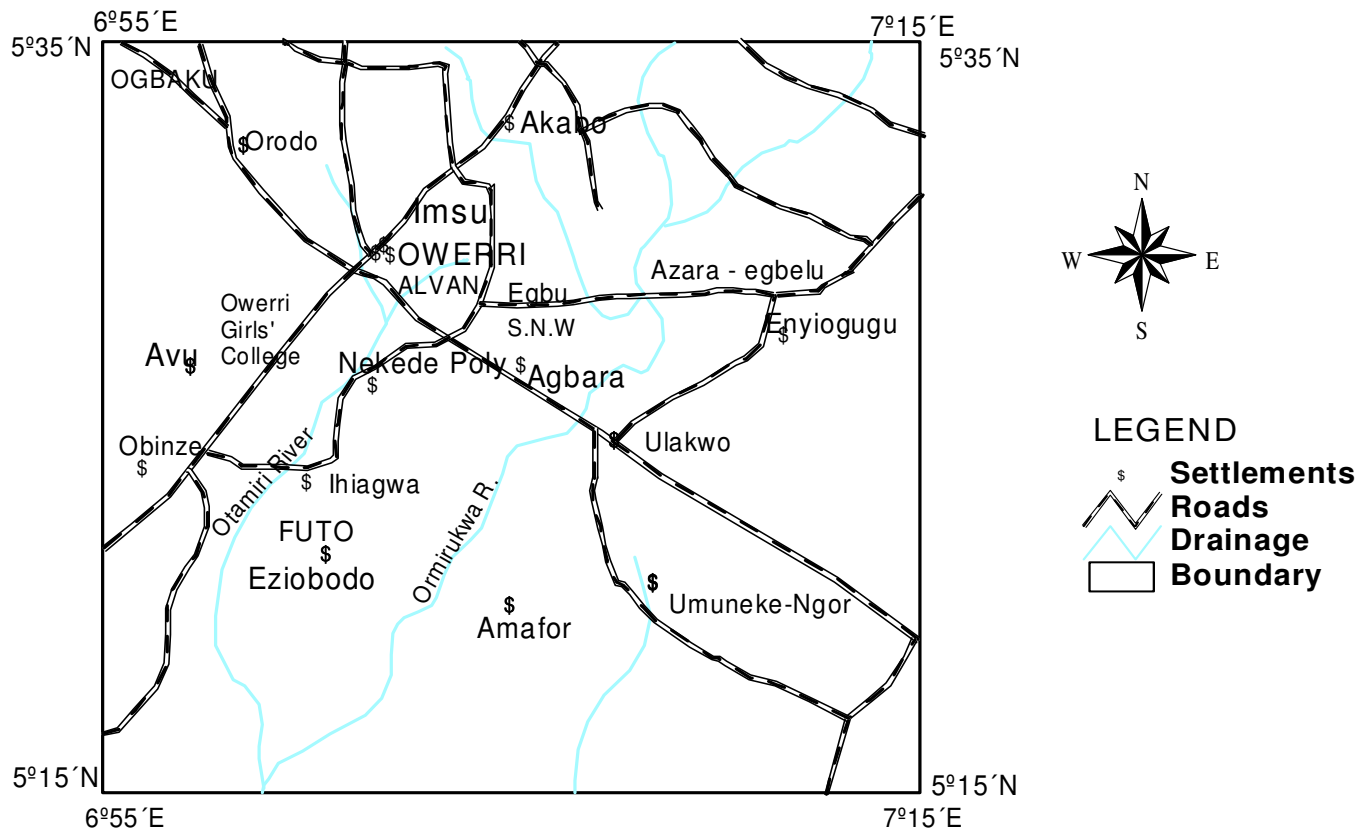 6º55´E
7º15´E
5º35´N
5º35´N
OGBAKU
$ Akabo
$ Orodo
N
Imsu
$ $ $ OWERRI
W
E
ALVAN
Azara - egbelu
Egbu
S.N.W
Owerri
Girls'
College
Enyiogugu
$
S
Avu
$
Nekede Poly
$
$
Agbara
LEGEND
Obinze
$
$ Ulakwo
$ Settlements
Roads
Drainage
Boundary
Otamiri River
$ Ihiagwa
Ormirukwa R.
FUTO
$
Eziobodo
$
Umuneke-Ngor
$
Amafor
5º15´N
5º15´N
6º55´E
7º15´E